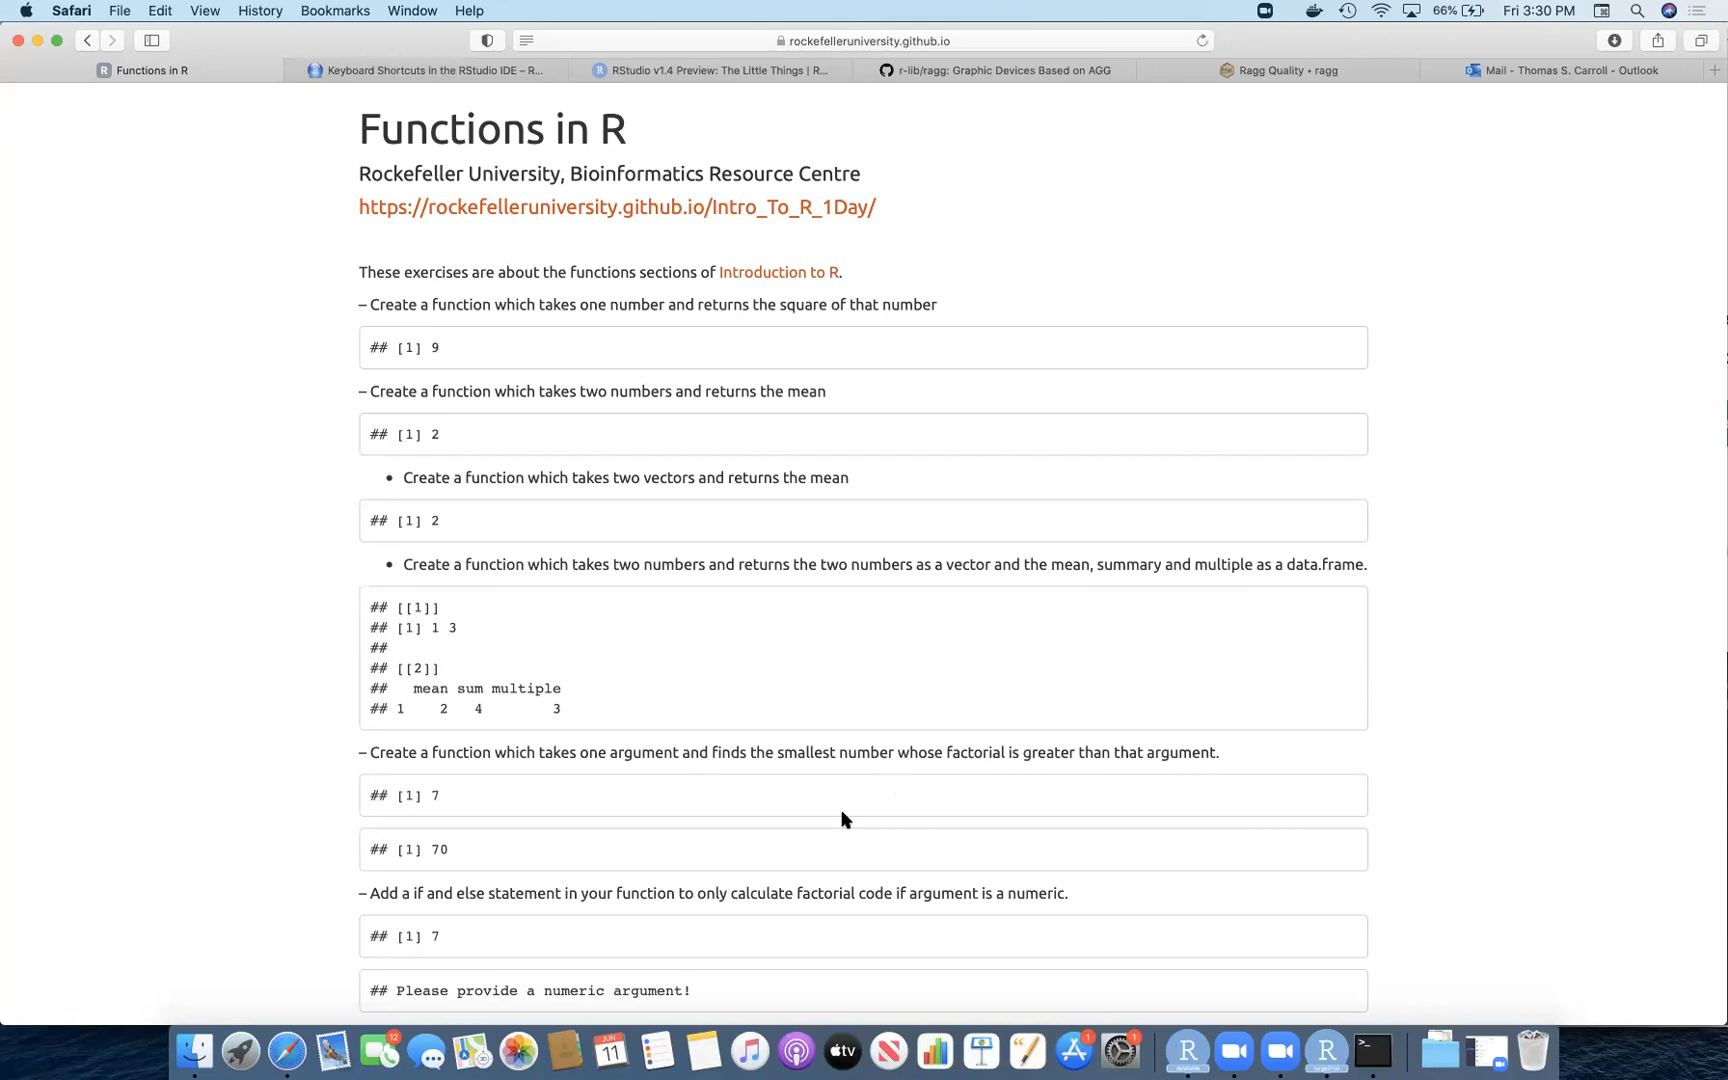 Safari File Edit View History Bookmarks Window Help 66% Fri 3:30 PM
rockefelleruniversity.github.io
Functions in R
Keyboard Shortcuts in the RStudio IDE – R...
RStudio v1.4 Preview: The Little Things | R...
r-lib/ragg: Graphic Devices Based on AGG
Ragg Quality • ragg
Mail - Thomas S. Carroll - Outlook
Functions in R
Rockefeller University, Bioinformatics Resource Centre
https://rockefelleruniversity.github.io/Intro_To_R_1Day/
These exercises are about the functions sections of Introduction to R.
– Create a function which takes one number and returns the square of that number
## [1] 9
– Create a function which takes two numbers and returns the mean
## [1] 2
• Create a function which takes two vectors and returns the mean
## [1] 2
• Create a function which takes two numbers and returns the two numbers as a vector and the mean, summary and multiple as a data.frame.
## [[1]]
## [1] 1 3
##
## [[2]]
##   mean sum multiple
## 1    2   4        3
– Create a function which takes one argument and finds the smallest number whose factorial is greater than that argument.
## [1] 7
## [1] 70
– Add a if and else statement in your function to only calculate factorial code if argument is a numeric.
## [1] 7
## Please provide a numeric argument!
12
JUN
11
tv
1
1
R
R
>_